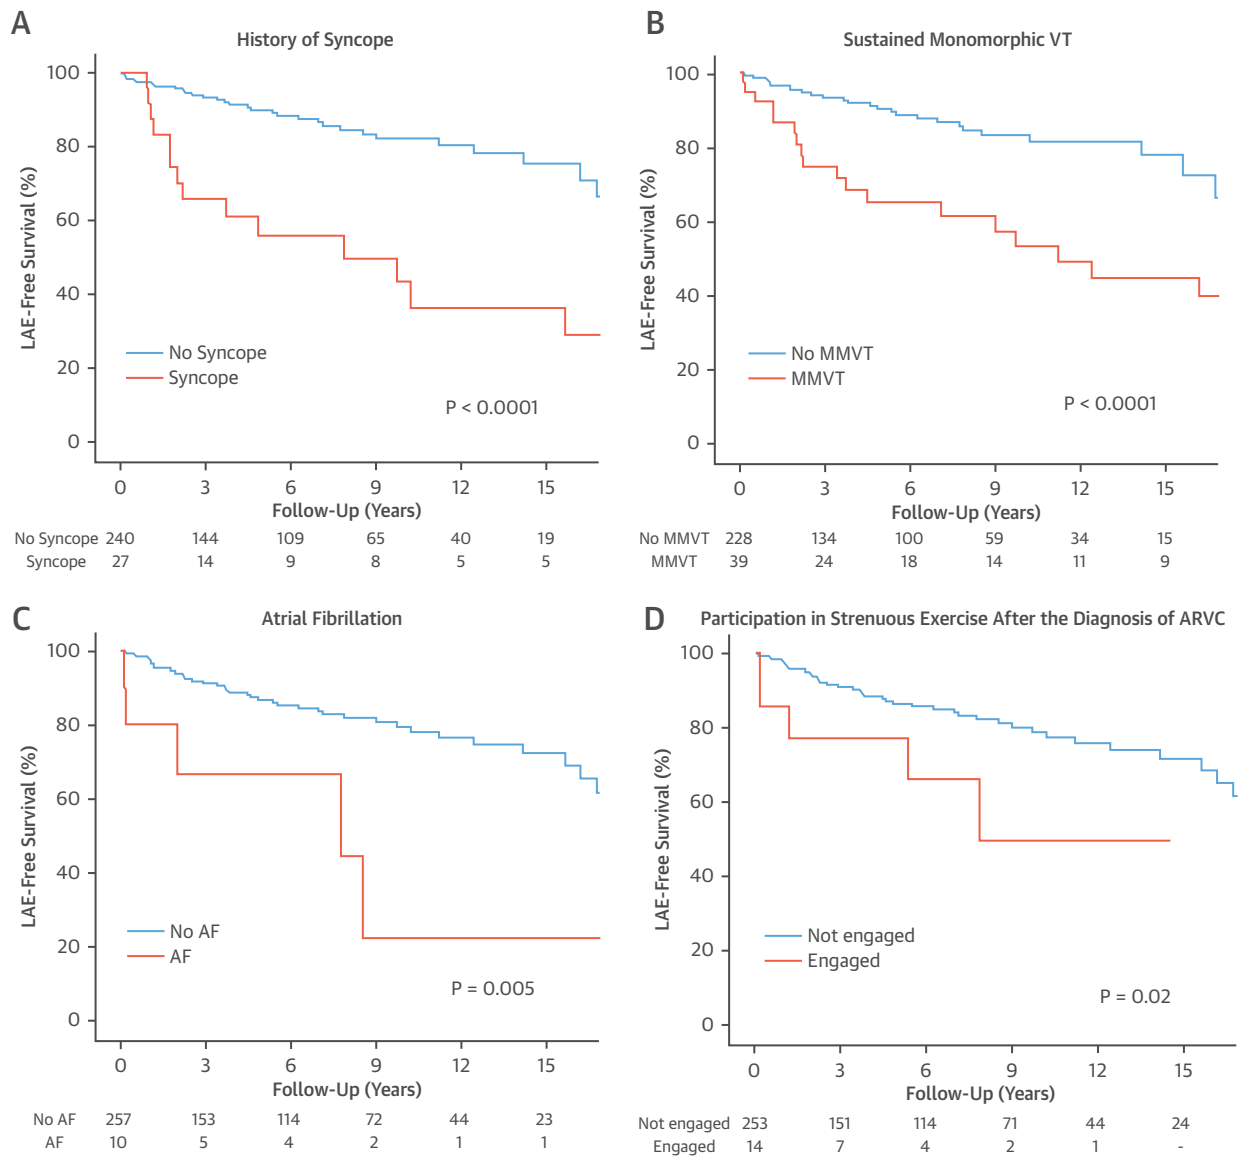 A
History of Syncope
LAE-Free Survival (%)
100
80
60
40
20
0
No Syncope
Syncope
P < 0.0001
0 3 6 9 12 15
Follow-Up (Years)
No Syncope 240 144 109 65 40 19
Syncope 27 14 9 8 5 5
B
Sustained Monomorphic VT
LAE-Free Survival (%)
100
80
60
40
20
0
No MMVT
MMVT
P < 0.0001
0 3 6 9 12 15
Follow-Up (Years)
No MMVT 228 134 100 59 34 15
MMVT 39 24 18 14 11 9
C
Atrial Fibrillation
LAE-Free Survival (%)
100
80
60
40
20
0
No AF
AF
P = 0.005
0 3 6 9 12 15
Follow-Up (Years)
No AF 257 153 114 72 44 23
AF 10 5 4 2 1 1
D
Participation in Strenuous Exercise After the Diagnosis of ARVC
LAE-Free Survival (%)
100
80
60
40
20
0
Not engaged
Engaged
P = 0.02
0 3 6 9 12 15
Follow-Up (Years)
Not engaged 253 151 114 71 44 24
Engaged 14 7 4 2 1 -